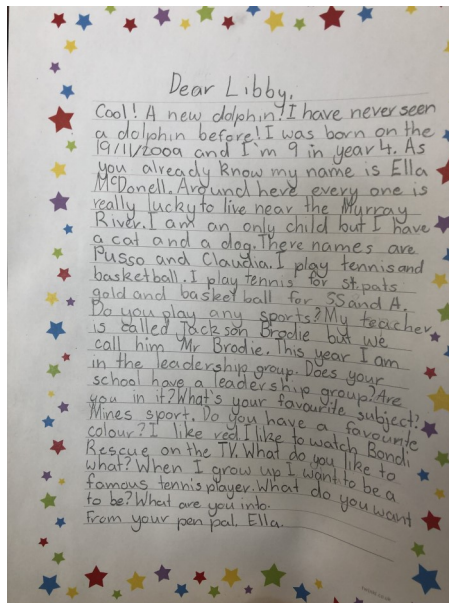 Dear Libby,
Cool! A new dolphin! I have never seen
a dolphin before! I was born on the
19/11/2009 and I'm 9 in year 4. As
you already know my name is Ella
McDonell. Around here every one is
really lucky to live near the Murray
River. I am an only child but I have
a cat and a dog. There names are
Pusso and Claudia. I play tennis and
basketball. I play tennis for st. pats
gold and basket ball for SS and A.
Do you play any sports? My teacher
is called Jackson Brodie but we
call him Mr Brodie. This year I am
in the leadership group. Does your
school have a leadership group? Are
you in it? What's your favourite subject?
Mines sport. Do you have a favourite
colour? I like red I like to watch Bondi
Rescue on the TV. What do you like to
what? When I grow up I want to be a
famous tennis player. What do you want
to be? What are you into.
From your pen pal. Ella.